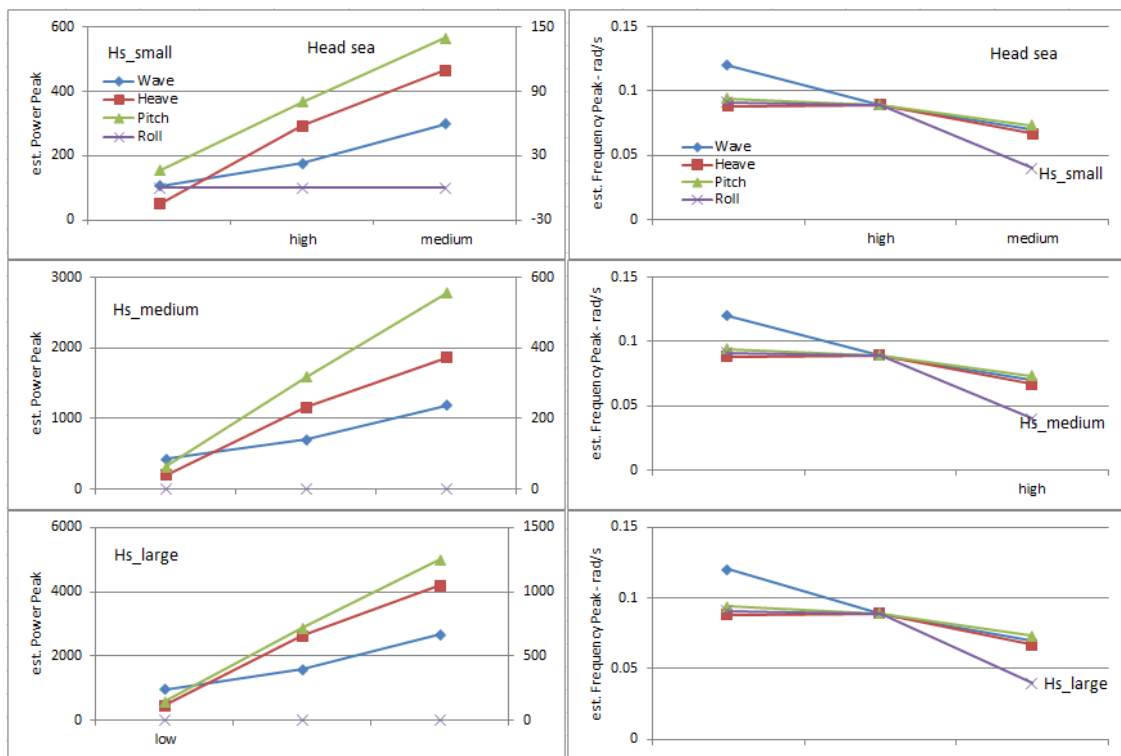 600
400
200
0
est. Power Peak
Hs_small
Head sea
Wave
Heave
Pitch
Roll
150
90
30
-30
high
medium
0.15
0.1
0.05
0
est. Frequency Peak - rad/s
Head sea
Wave
Heave
Pitch
Roll
Hs_small
high
medium
3000
2000
1000
0
est. Power Peak
Hs_medium
600
400
200
0
0.15
0.1
0.05
0
est. Frequency Peak - rad/s
Hs_medium
high
6000
4000
2000
0
est. Power Peak
Hs_large
1500
1000
500
0
low
0.15
0.1
0.05
0
est. Frequency Peak - rad/s
Hs_large